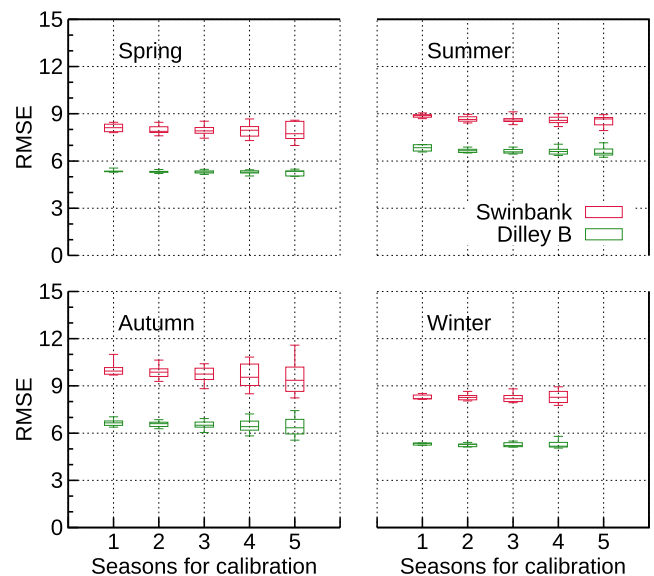 15
Spring
Summer
12
RMSE
9
6
3
Swinbank
Dilley B
0
15
Autumn
Winter
12
RMSE
9
6
3
0
1 2 3 4 5
1 2 3 4 5
Seasons for calibration
Seasons for calibration